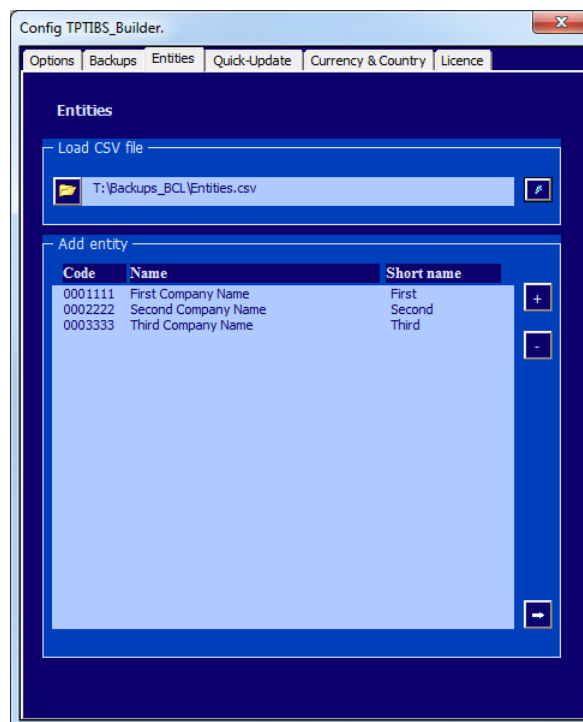 Config TPTIBS_Builder.
x
Options Backups Entities Quick-Update Currency & Country Licence
Entities
Load CSV file
T:\Backups_BCL\Entities.csv
Add entity
Code Name Short name
0001111 First Company Name First
0002222 Second Company Name Second
0003333 Third Company Name Third
+
-